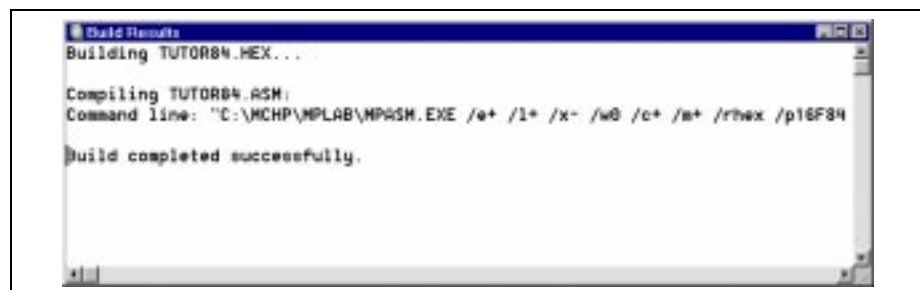 Build Results
Building TUTOR84.HEX...
Compiling TUTOR84.ASM:
Command line: "C:\MCHP\MPLAB\MPASM.EXE /e+ /l+ /x- /w0 /c+ /m+ /rhex /p16F84
Build completed successfully.